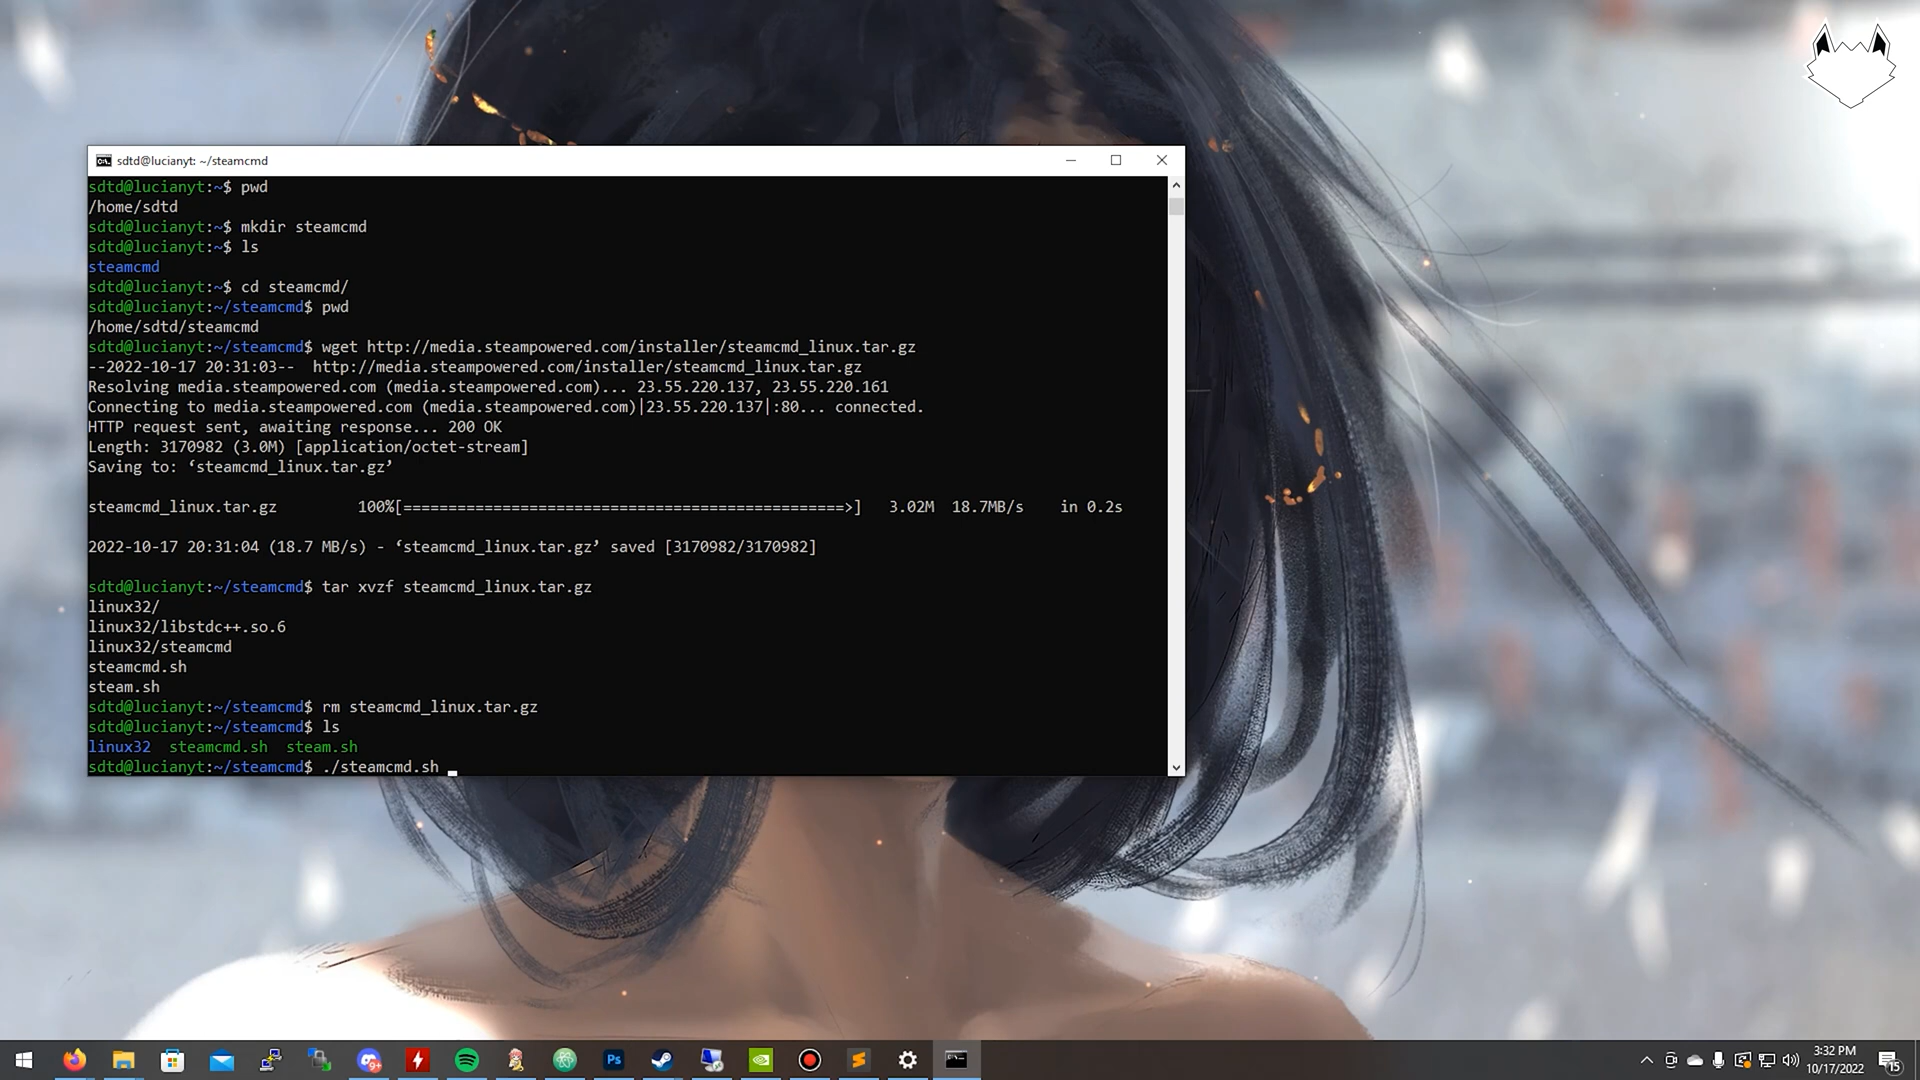 sdtd@lucianyt: ~/steamcmd
sdtd@lucianyt:~$ pwd
/home/sdtd
sdtd@lucianyt:~$ mkdir steamcmd
sdtd@lucianyt:~$ ls
steamcmd
sdtd@lucianyt:~$ cd steamcmd/
sdtd@lucianyt:~/steamcmd$ pwd
/home/sdtd/steamcmd
sdtd@lucianyt:~/steamcmd$ wget http://media.steampowered.com/installer/steamcmd_linux.tar.gz
--2022-10-17 20:31:03--  http://media.steampowered.com/installer/steamcmd_linux.tar.gz
Resolving media.steampowered.com (media.steampowered.com)... 23.55.220.137, 23.55.220.161
Connecting to media.steampowered.com (media.steampowered.com)|23.55.220.137|:80... connected.
HTTP request sent, awaiting response... 200 OK
Length: 3170982 (3.0M) [application/octet-stream]
Saving to: ‘steamcmd_linux.tar.gz’
steamcmd_linux.tar.gz         100%[=================================================>]   3.02M  18.7MB/s    in 0.2s
2022-10-17 20:31:04 (18.7 MB/s) - ‘steamcmd_linux.tar.gz’ saved [3170982/3170982]
sdtd@lucianyt:~/steamcmd$ tar xvzf steamcmd_linux.tar.gz
linux32/
linux32/libstdc++.so.6
linux32/steamcmd
steamcmd.sh
steam.sh
sdtd@lucianyt:~/steamcmd$ rm steamcmd_linux.tar.gz
sdtd@lucianyt:~/steamcmd$ ls
linux32  steamcmd.sh  steam.sh
sdtd@lucianyt:~/steamcmd$ ./steamcmd.sh
Ps
3:32 PM
10/17/2022
15